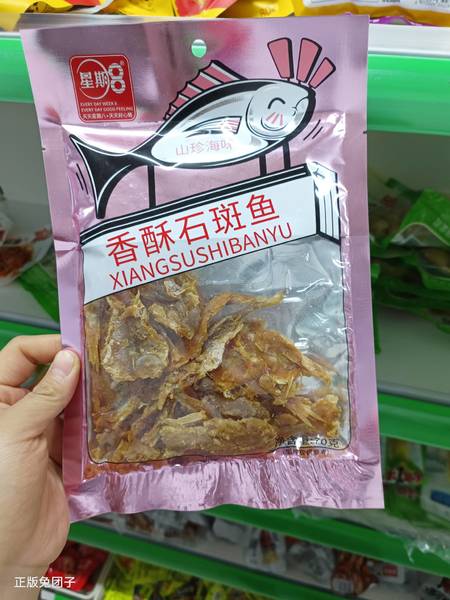 星期8
EVERY DAY WEEK 8
EVERY DAY GOOD FEELING
天天星期八•天天好心情
山珍海味
香酥石斑鱼
XIANGSUSHIBANYU
正版兔团子